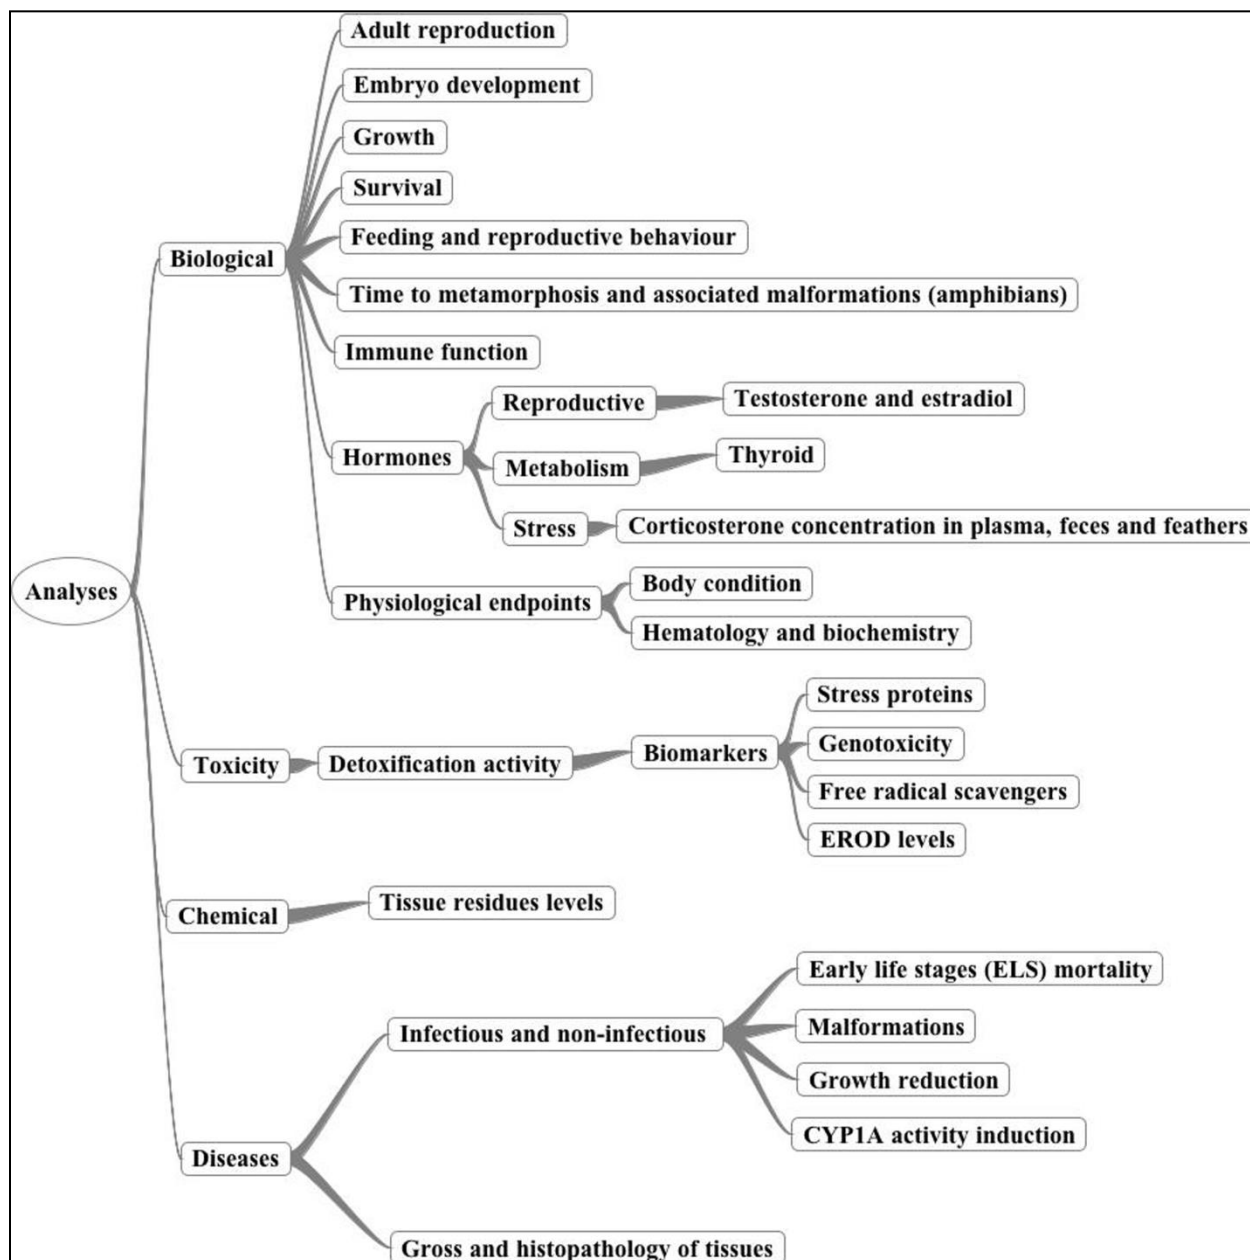 Adult reproduction
Embryo development
Growth
Survival
Feeding and reproductive behaviour
Biological
Time to metamorphosis and associated malformations (amphibians)
Immune function
Reproductive
Testosterone and estradiol
Hormones
Metabolism
Thyroid
Stress
Corticosterone concentration in plasma, feces and feathers
Analyses
Physiological endpoints
Body condition
Hematology and biochemistry
Toxicity
Detoxification activity
Biomarkers
Stress proteins
Genotoxicity
Free radical scavengers
EROD levels
Chemical
Tissue residues levels
Diseases
Infectious and non-infectious
Early life stages (ELS) mortality
Malformations
Growth reduction
CYP1A activity induction
Gross and histopathology of tissues